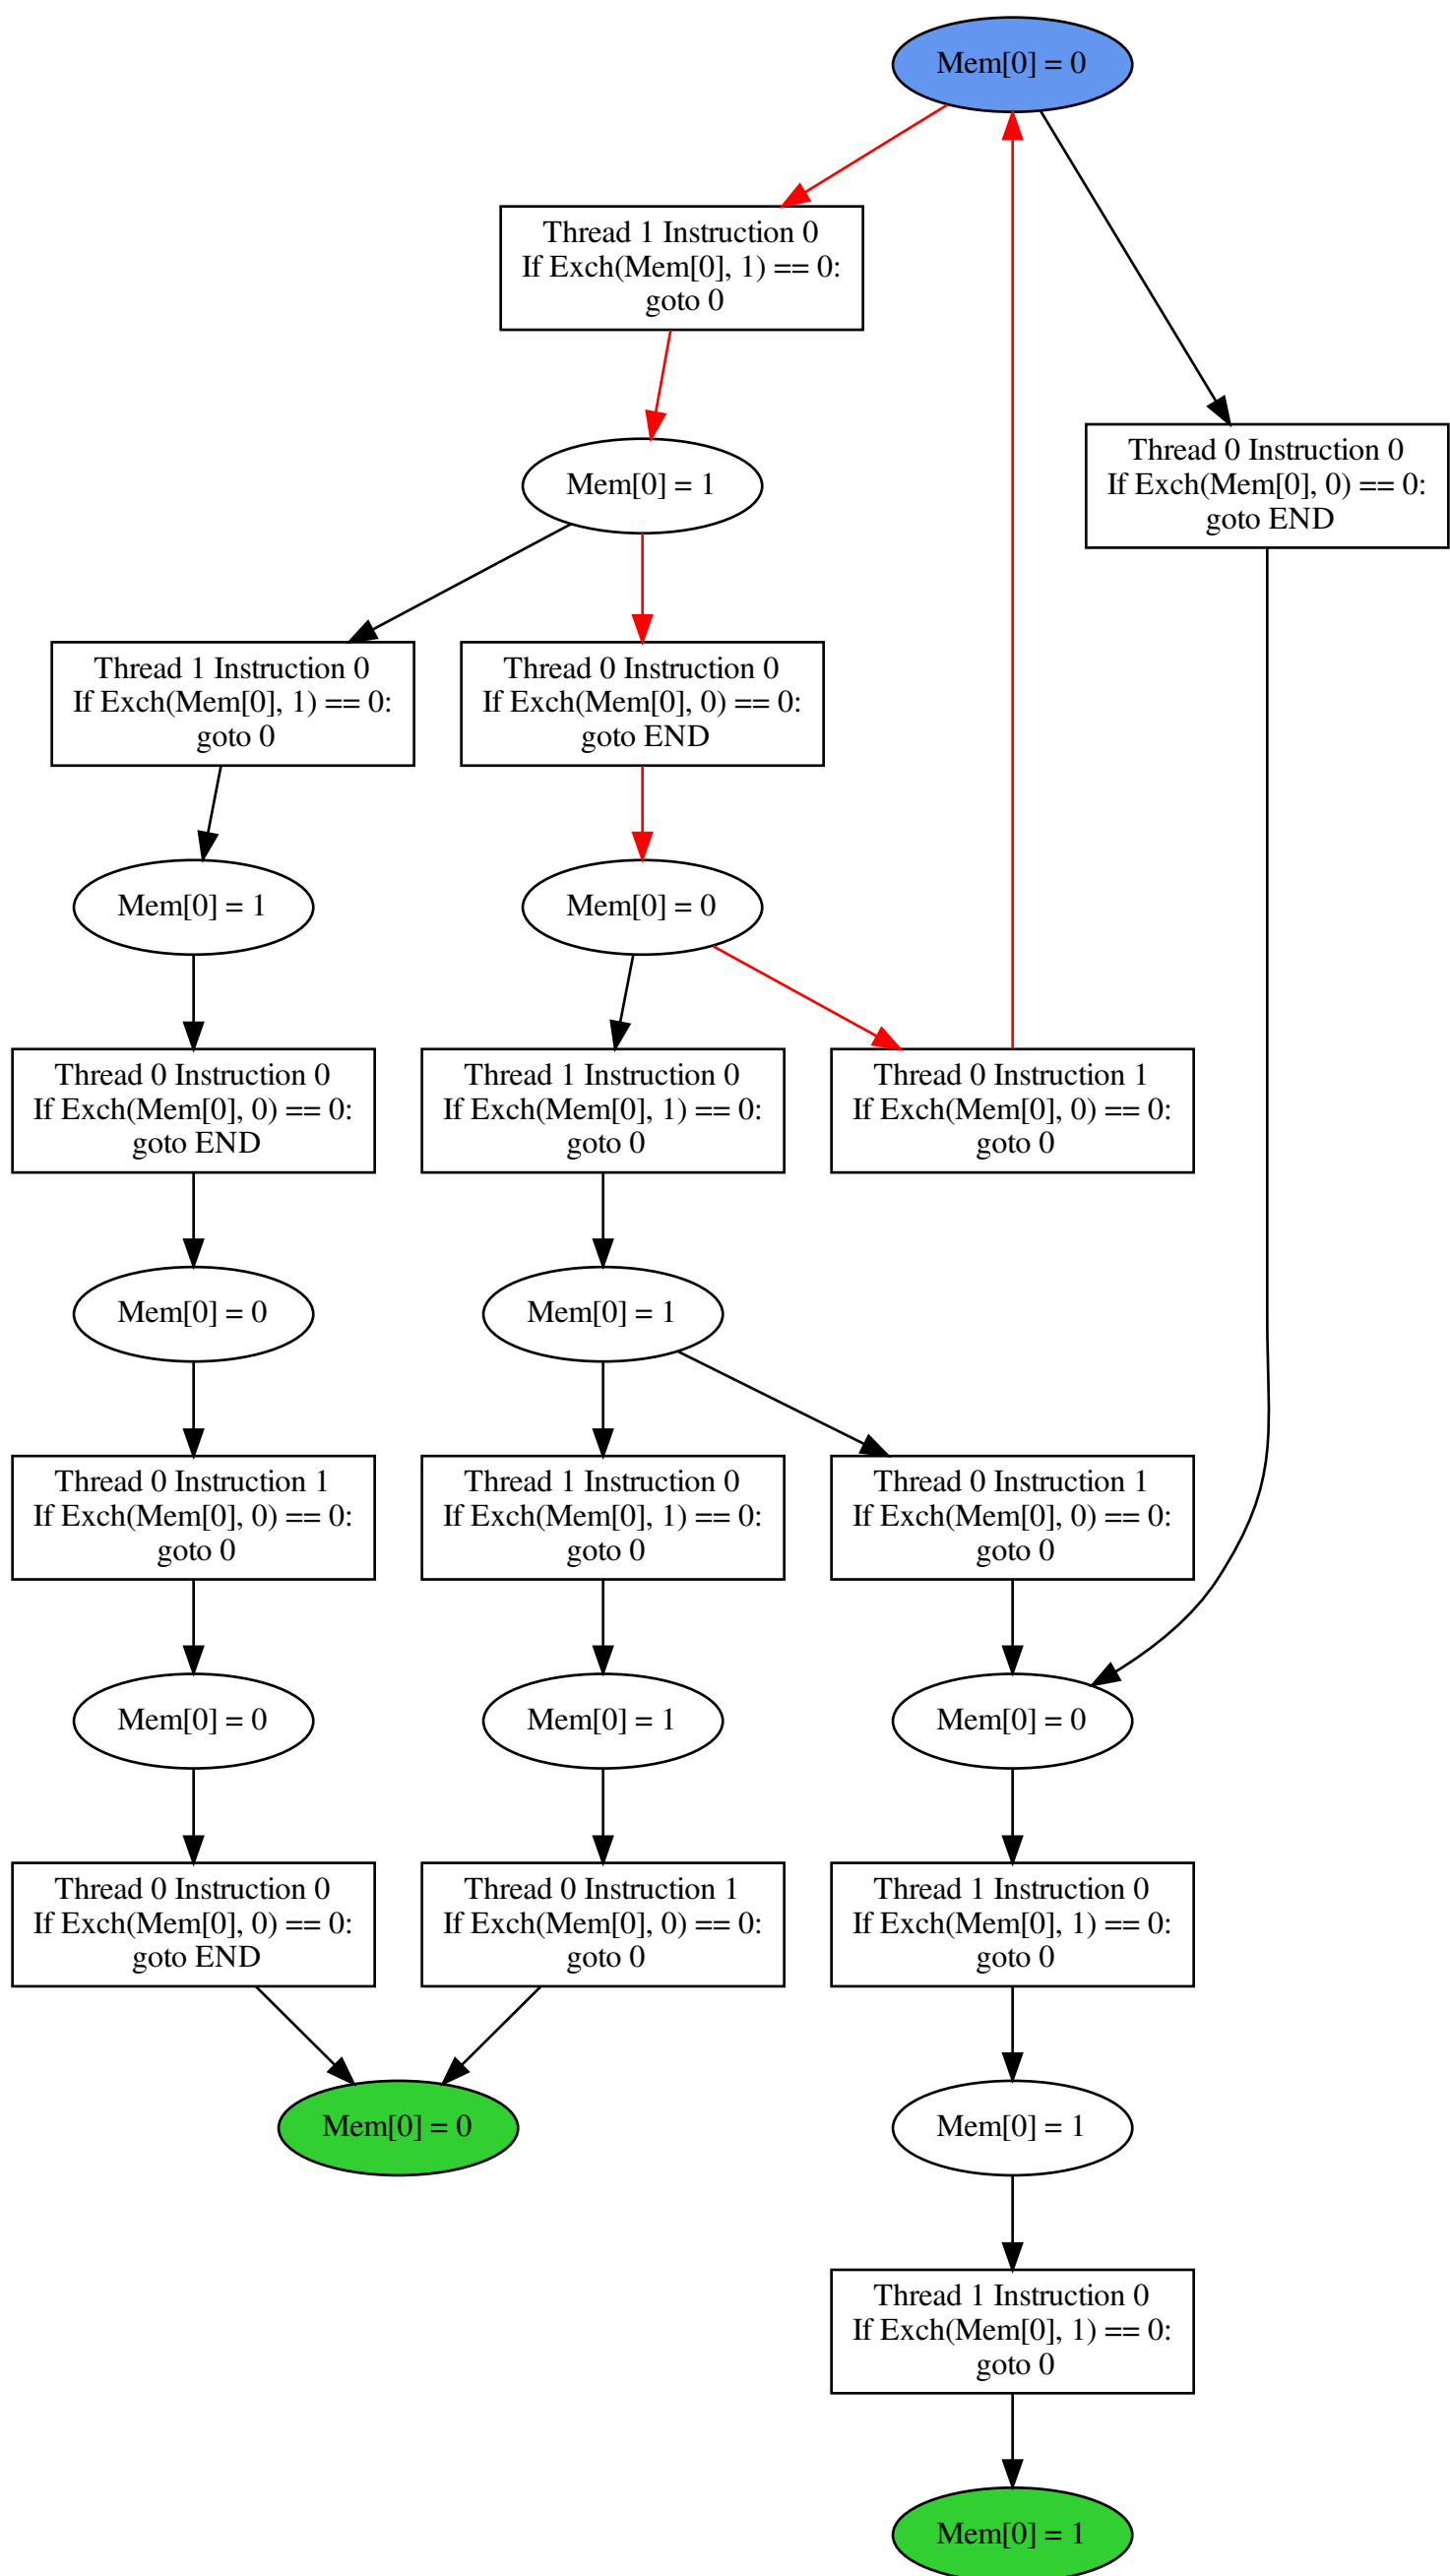 Mem[0] = 0
Thread 1 Instruction 0
If Exch(Mem[0], 1) == 0:
goto 0
Thread 0 Instruction 0
If Exch(Mem[0], 0) == 0:
goto END
Mem[0] = 1
Thread 1 Instruction 0
If Exch(Mem[0], 1) == 0:
goto 0
Thread 0 Instruction 0
If Exch(Mem[0], 0) == 0:
goto END
Mem[0] = 1
Mem[0] = 0
Thread 0 Instruction 0
If Exch(Mem[0], 0) == 0:
goto END
Thread 1 Instruction 0
If Exch(Mem[0], 1) == 0:
goto 0
Thread 0 Instruction 1
If Exch(Mem[0], 0) == 0:
goto 0
Mem[0] = 0
Mem[0] = 1
Thread 0 Instruction 1
If Exch(Mem[0], 0) == 0:
goto 0
Thread 1 Instruction 0
If Exch(Mem[0], 1) == 0:
goto 0
Thread 0 Instruction 1
If Exch(Mem[0], 0) == 0:
goto 0
Mem[0] = 0
Mem[0] = 1
Mem[0] = 0
Thread 0 Instruction 0
If Exch(Mem[0], 0) == 0:
goto END
Thread 0 Instruction 1
If Exch(Mem[0], 0) == 0:
goto 0
Thread 1 Instruction 0
If Exch(Mem[0], 1) == 0:
goto 0
Mem[0] = 0
Mem[0] = 1
Thread 1 Instruction 0
If Exch(Mem[0], 1) == 0:
goto 0
Mem[0] = 1